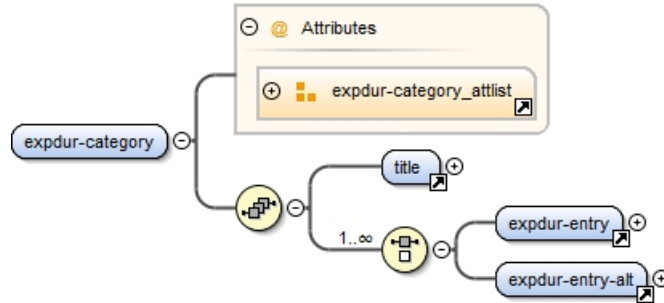 @ Attributes
expdur-category_attlist
expdur-category
title
1..∞
expdur-entry
expdur-entry-alt